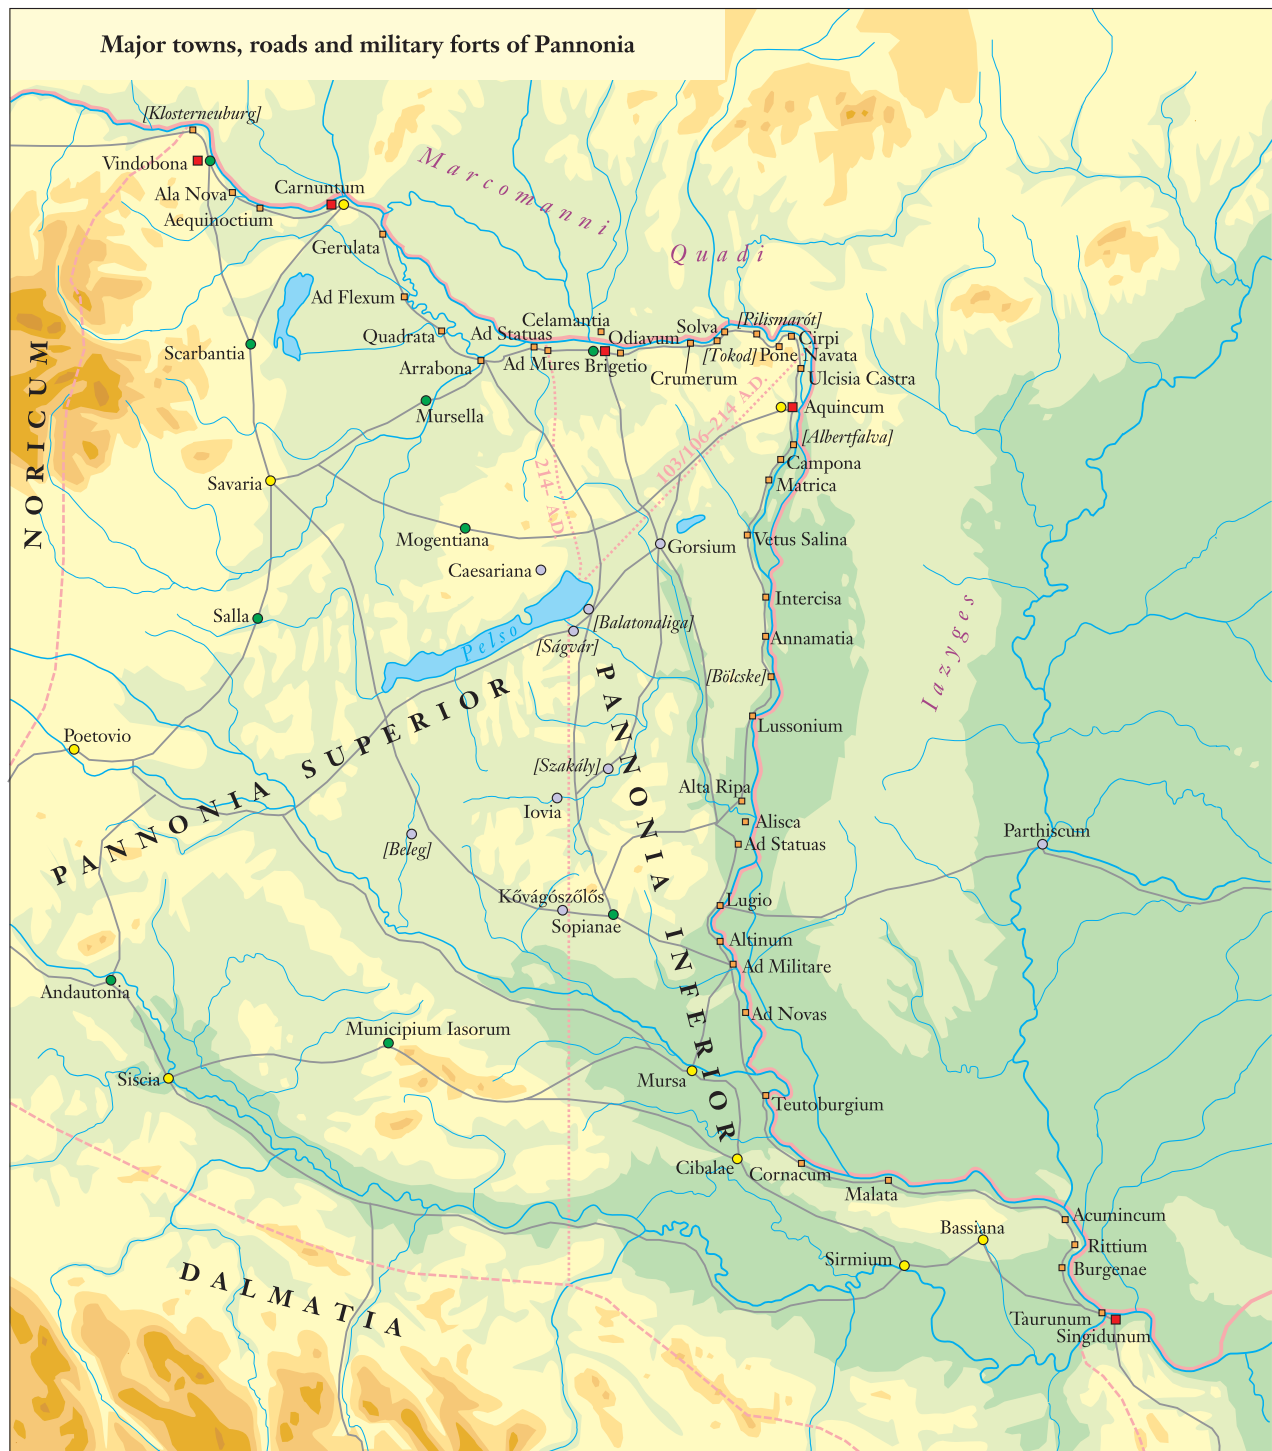 Major towns, roads and military forts of Pannonia
[Klosterneuburg]
Vindobona
Ala Nova
Aequinoctium
Carnuntum
Gerulata
Marcomanni
Quadi
Ad Flexum
Quadrata
Arrabona
Scarbantia
Mursella
Ad Statuas
Ad Mures
Celamantia
Odiavum
Brigetio
Solva
[Pilismarót]
Cirpi
[Tokod]
Pone Navata
Crumerum
Ulcisia Castra
Aquincum
[Albertfalva]
Campona
Matrica
NORICUM
103/106–214 A.D.
214– A.D.
Savaria
Mogentiana
Gorsium
Vetus Salina
Caesariana
Intercisa
Salla
Pelso
[Balatonaliga]
[Ságvár]
Annamatia
Iazyges
[Bölcske]
Lussonium
PANNONIA SUPERIOR
PANNONIA INFERIOR
Poetovio
[Szakály]
Iovia
[Beleg]
Alta Ripa
Alisca
Ad Statuas
Parthiscum
Kővágószőlős
Sopianae
Lugio
Altinum
Ad Militare
Andautonia
Ad Novas
Municipium Iasorum
Siscia
Mursa
Teutoburgium
Cibalae
Cornacum
Malata
Acumincum
Bassiana
Rittium
Sirmium
Burgenae
DALMATIA
Taurunum
Singidunum